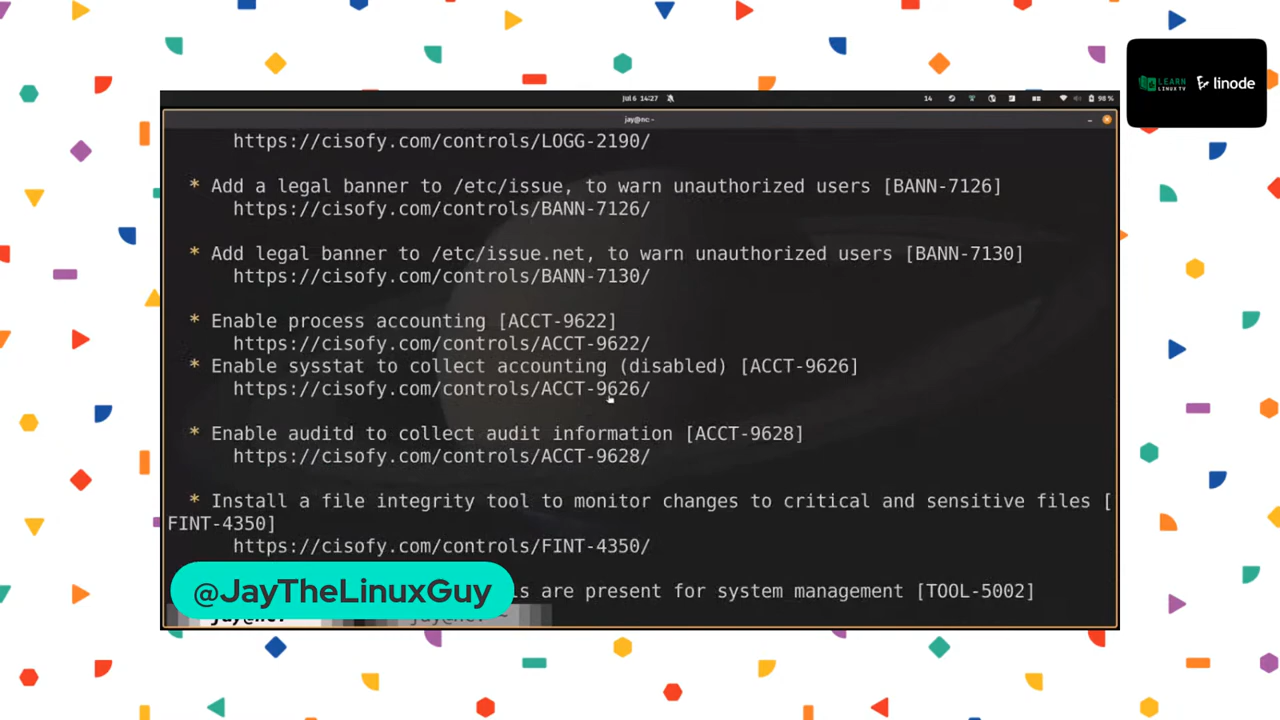 LEARN
LINUX TV
linode
Jul 6 14:27
14
98 %
jay@nc: ~
https://cisofy.com/controls/LOGG-2190/
* Add a legal banner to /etc/issue, to warn unauthorized users [BANN-7126]
https://cisofy.com/controls/BANN-7126/
* Add legal banner to /etc/issue.net, to warn unauthorized users [BANN-7130]
https://cisofy.com/controls/BANN-7130/
* Enable process accounting [ACCT-9622]
https://cisofy.com/controls/ACCT-9622/
* Enable sysstat to collect accounting (disabled) [ACCT-9626]
https://cisofy.com/controls/ACCT-9626/
* Enable auditd to collect audit information [ACCT-9628]
https://cisofy.com/controls/ACCT-9628/
* Install a file integrity tool to monitor changes to critical and sensitive files [
FINT-4350]
https://cisofy.com/controls/FINT-4350/
are present for system management [TOOL-5002]
@JayTheLinuxGuy